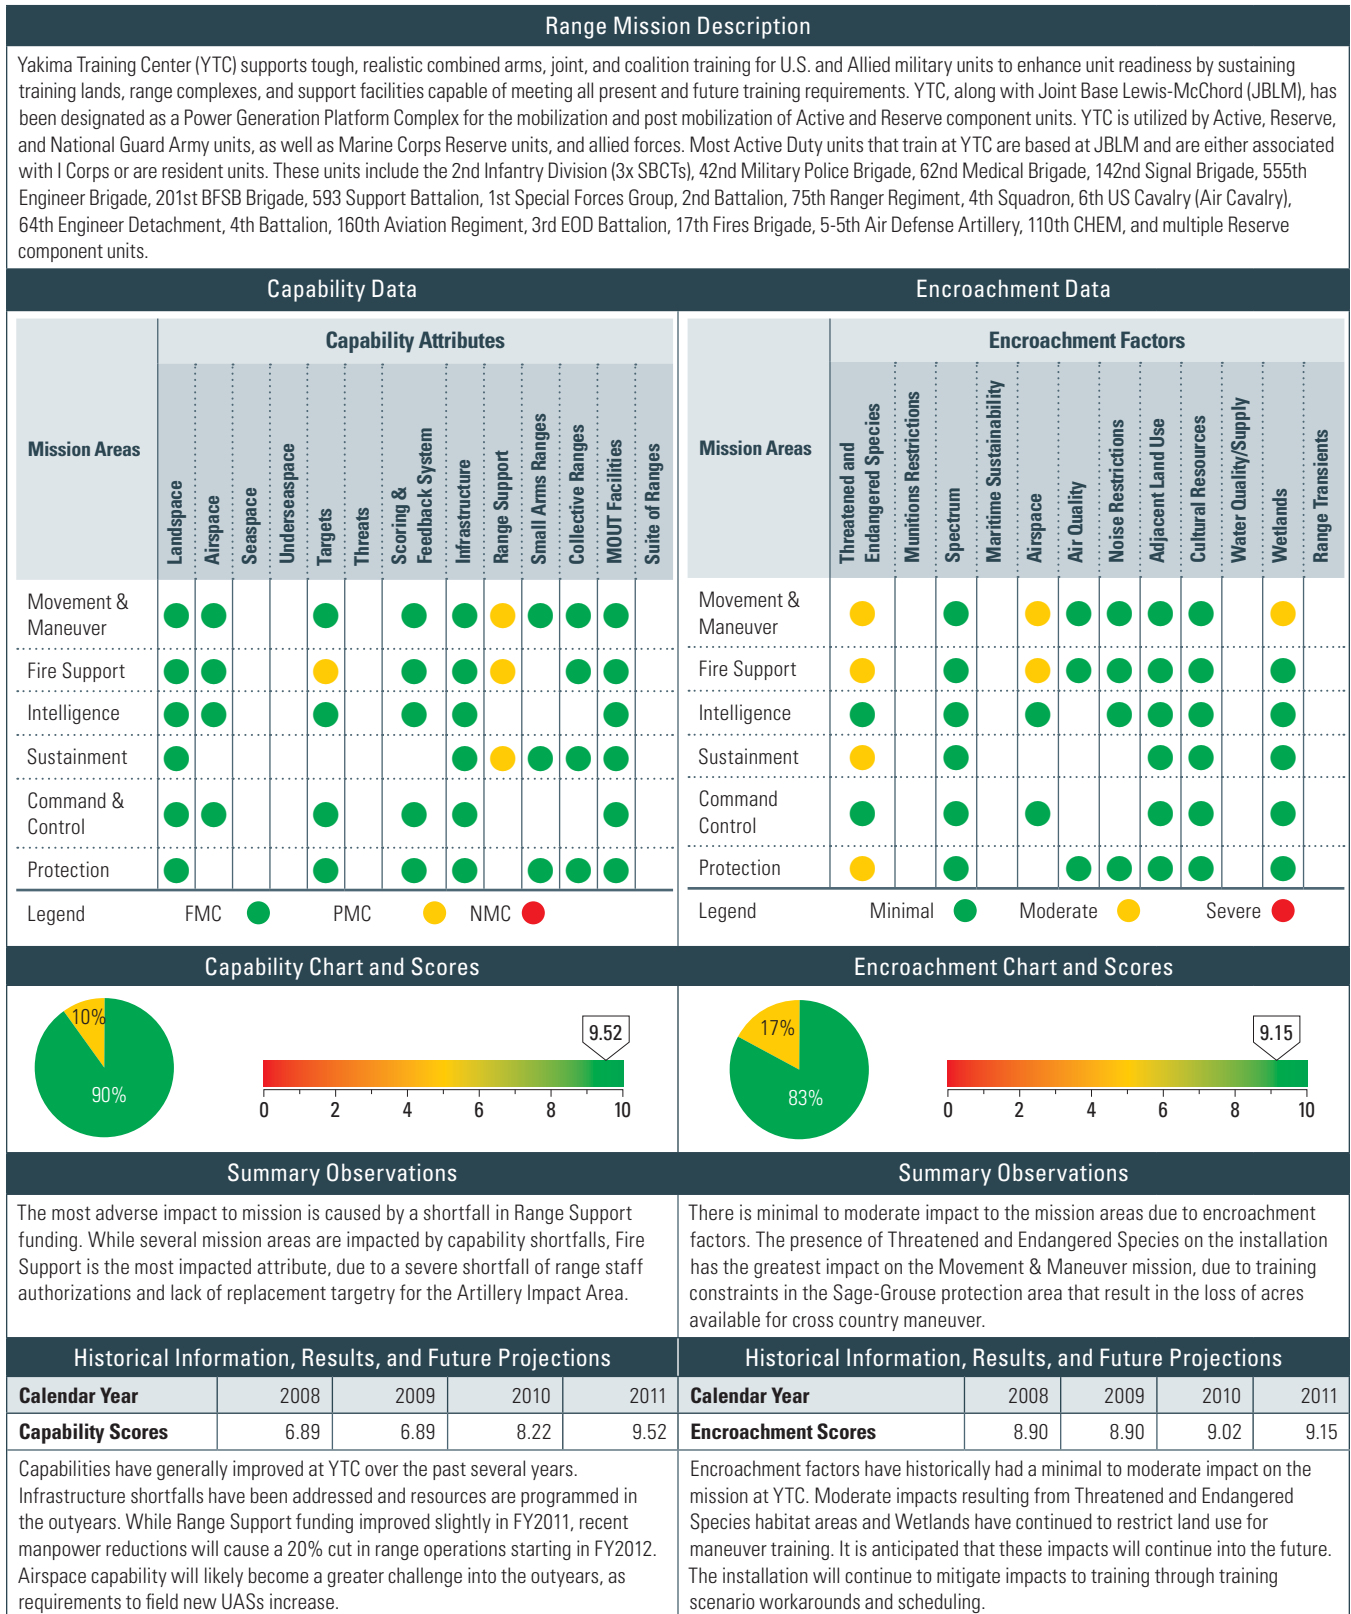 Range Mission Description
Yakima Training Center (YTC) supports tough, realistic combined arms, joint, and coalition training for U.S. and Allied military units to enhance unit readiness by sustaining
training lands, range complexes, and support facilities capable of meeting all present and future training requirements. YTC, along with Joint Base Lewis-McChord (JBLM), has
been designated as a Power Generation Platform Complex for the mobilization and post mobilization of Active and Reserve component units. YTC is utilized by Active, Reserve,
and National Guard Army units, as well as Marine Corps Reserve units, and allied forces. Most Active Duty units that train at YTC are based at JBLM and are either associated
with I Corps or are resident units. These units include the 2nd Infantry Division (3x SBCTs), 42nd Military Police Brigade, 62nd Medical Brigade, 142nd Signal Brigade, 555th
Engineer Brigade, 201st BFSB Brigade, 593 Support Battalion, 1st Special Forces Group, 2nd Battalion, 75th Ranger Regiment, 4th Squadron, 6th US Cavalry (Air Cavalry),
64th Engineer Detachment, 4th Battalion, 160th Aviation Regiment, 3rd EOD Battalion, 17th Fires Brigade, 5-5th Air Defense Artillery, 110th CHEM, and multiple Reserve
component units.
Capability Data
Mission Areas
Capability Attributes
Landspace
Airspace
Seaspace
Underseaspace
Targets
Threats
Scoring &
Feedback System
Infrastructure
Range Support
Small Arms Ranges
Collective Ranges
MOUT Facilities
Suite of Ranges
Movement &
Maneuver
Fire Support
Intelligence
Sustainment
Command &
Control
Protection
Legend FMC PMC NMC
Encroachment Data
Mission Areas
Encroachment Factors
Threatened and
Endangered Species
Munitions Restrictions
Spectrum
Maritime Sustainability
Airspace
Air Quality
Noise Restrictions
Adjacent Land Use
Cultural Resources
Water Quality/Supply
Wetlands
Range Transients
Movement &
Maneuver
Fire Support
Intelligence
Sustainment
Command
Control
Protection
Legend Minimal Moderate Severe
Capability Chart and Scores
10%
90%
9.52
0 2 4 6 8 10
Encroachment Chart and Scores
17%
83%
9.15
0 2 4 6 8 10
Summary Observations
The most adverse impact to mission is caused by a shortfall in Range Support
funding. While several mission areas are impacted by capability shortfalls, Fire
Support is the most impacted attribute, due to a severe shortfall of range staff
authorizations and lack of replacement targetry for the Artillery Impact Area.
Summary Observations
There is minimal to moderate impact to the mission areas due to encroachment
factors. The presence of Threatened and Endangered Species on the installation
has the greatest impact on the Movement & Maneuver mission, due to training
constraints in the Sage-Grouse protection area that result in the loss of acres
available for cross country maneuver.
Historical Information, Results, and Future Projections
Calendar Year 2008 2009 2010 2011
Capability Scores 6.89 6.89 8.22 9.52
Capabilities have generally improved at YTC over the past several years.
Infrastructure shortfalls have been addressed and resources are programmed in
the outyears. While Range Support funding improved slightly in FY2011, recent
manpower reductions will cause a 20% cut in range operations starting in FY2012.
Airspace capability will likely become a greater challenge into the outyears, as
requirements to field new UASs increase.
Historical Information, Results, and Future Projections
Calendar Year 2008 2009 2010 2011
Encroachment Scores 8.90 8.90 9.02 9.15
Encroachment factors have historically had a minimal to moderate impact on the
mission at YTC. Moderate impacts resulting from Threatened and Endangered
Species habitat areas and Wetlands have continued to restrict land use for
maneuver training. It is anticipated that these impacts will continue into the future.
The installation will continue to mitigate impacts to training through training
scenario workarounds and scheduling.